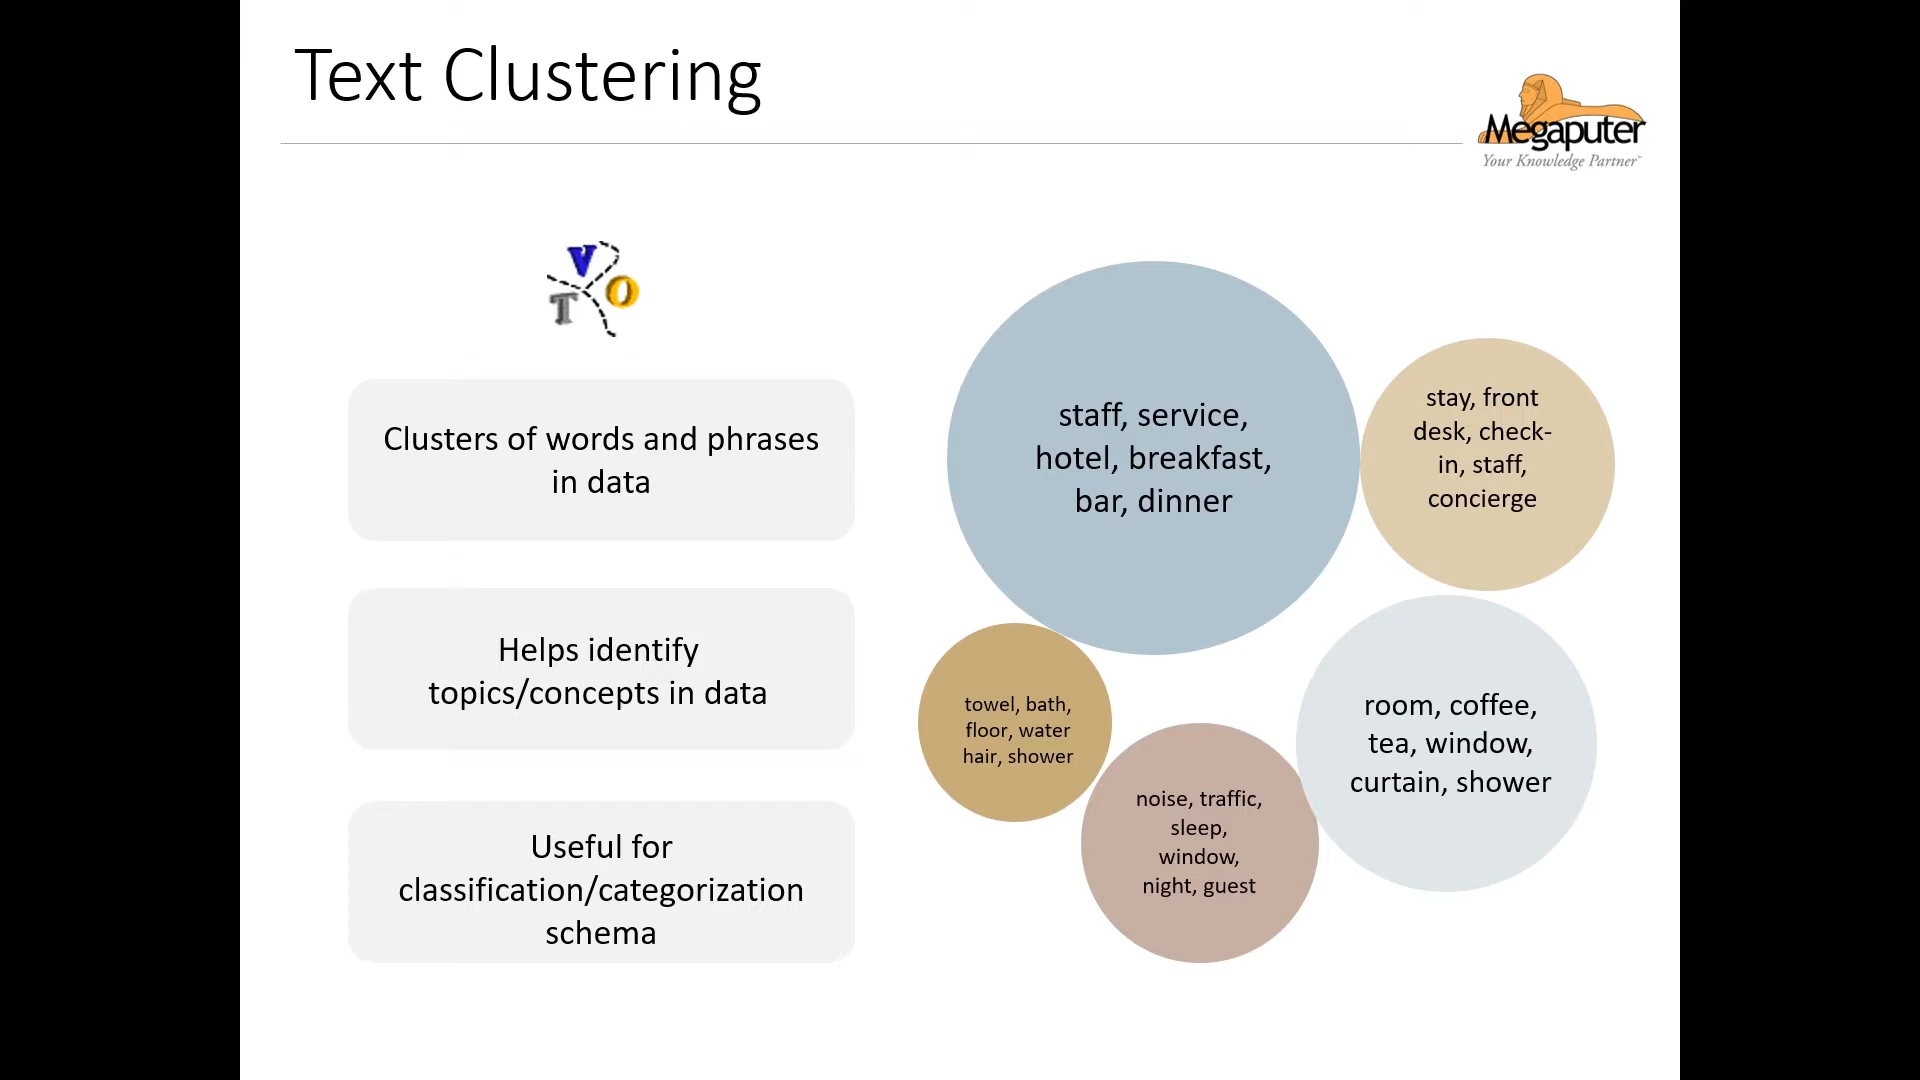 Text Clustering
Megaputer
Your Knowledge Partner™
V
T
O
Clusters of words and phrases
in data
Helps identify
topics/concepts in data
Useful for
classification/categorization
schema
staff, service,
hotel, breakfast,
bar, dinner
stay, front
desk, check-
in, staff,
concierge
towel, bath,
floor, water
hair, shower
noise, traffic,
sleep,
window,
night, guest
room, coffee,
tea, window,
curtain, shower